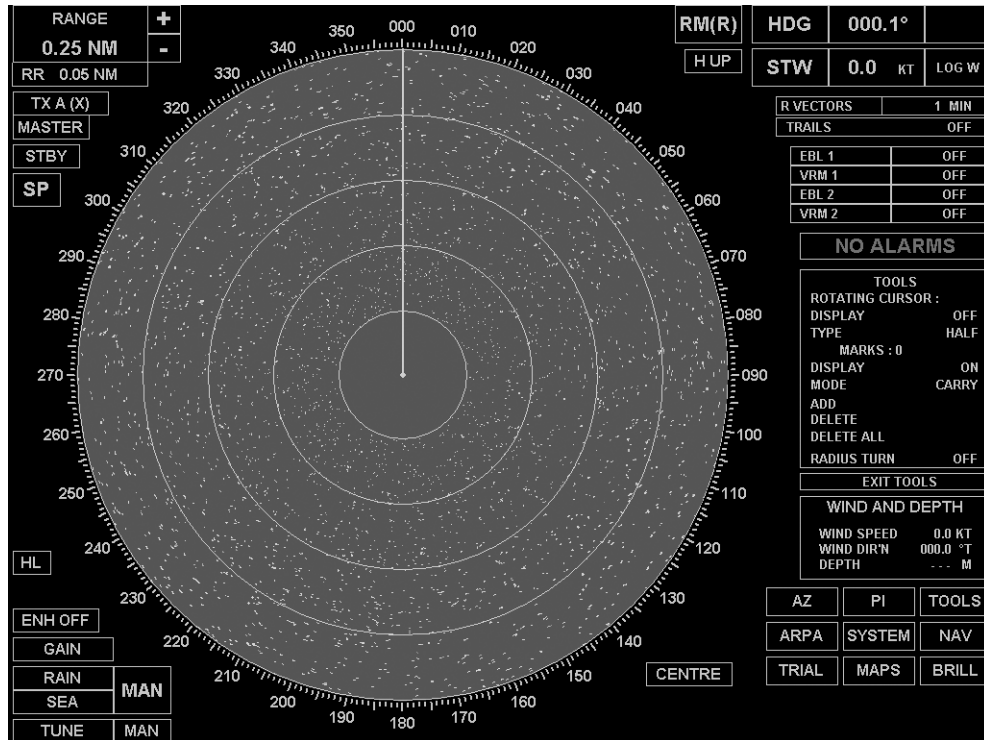 RANGE +
0.25 NM -
RR 0.05 NM
TX A (X)
MASTER
STBY
SP
000
010
020
030
040
050
060
070
080
090
100
110
120
130
140
150
160
170
180
190
200
210
220
230
240
250
260
270
280
290
300
310
320
330
340
350
RM(R)
H UP
HDG 000.1°
STW 0.0 KT LOG W
R VECTORS 1 MIN
TRAILS OFF
EBL 1 OFF
VRM 1 OFF
EBL 2 OFF
VRM 2 OFF
NO ALARMS
TOOLS
ROTATING CURSOR :
DISPLAY OFF
TYPE HALF
MARKS : 0
DISPLAY ON
MODE CARRY
ADD
DELETE
DELETE ALL
RADIUS TURN OFF
EXIT TOOLS
WIND AND DEPTH
WIND SPEED 0.0 KT
WIND DIR'N 000.0 °T
DEPTH - - - M
HL
ENH OFF
GAIN
RAIN
SEA
MAN
TUNE MAN
CENTRE
AZ PI TOOLS
ARPA SYSTEM NAV
TRIAL MAPS BRILL